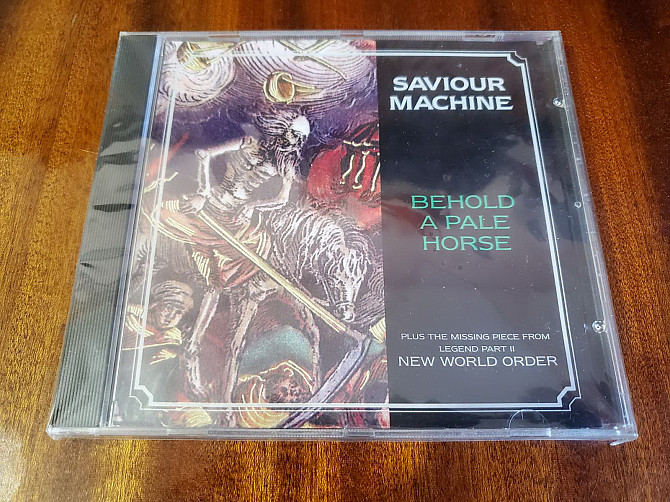 SAVIOUR
MACHINE
BEHOLD
A PALE
HORSE
PLUS THE MISSING PIECE FROM
LEGEND PART II
NEW WORLD ORDER